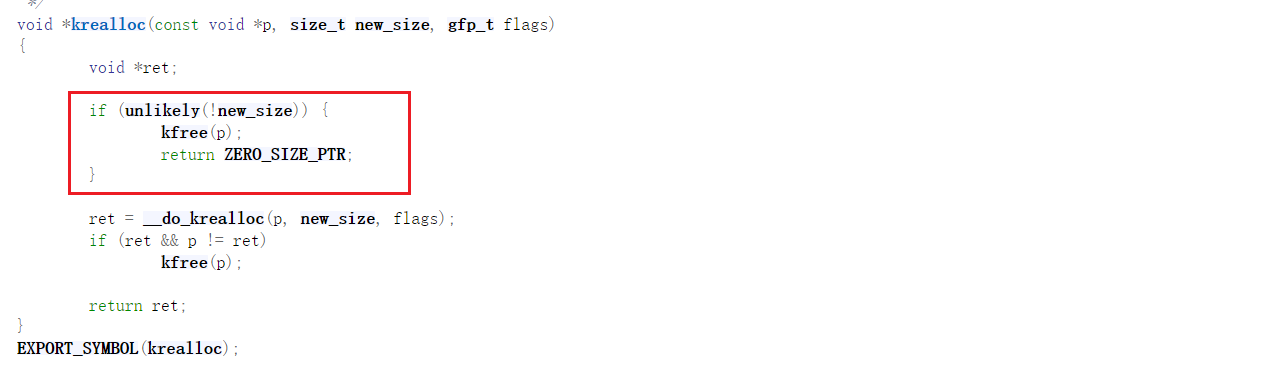 */
void *krealloc(const void *p, size_t new_size, gfp_t flags)
{
        void *ret;
        if (unlikely(!new_size)) {
                kfree(p);
                return ZERO_SIZE_PTR;
        }
        ret = __do_krealloc(p, new_size, flags);
        if (ret && p != ret)
                kfree(p);
        return ret;
}
EXPORT_SYMBOL(krealloc);